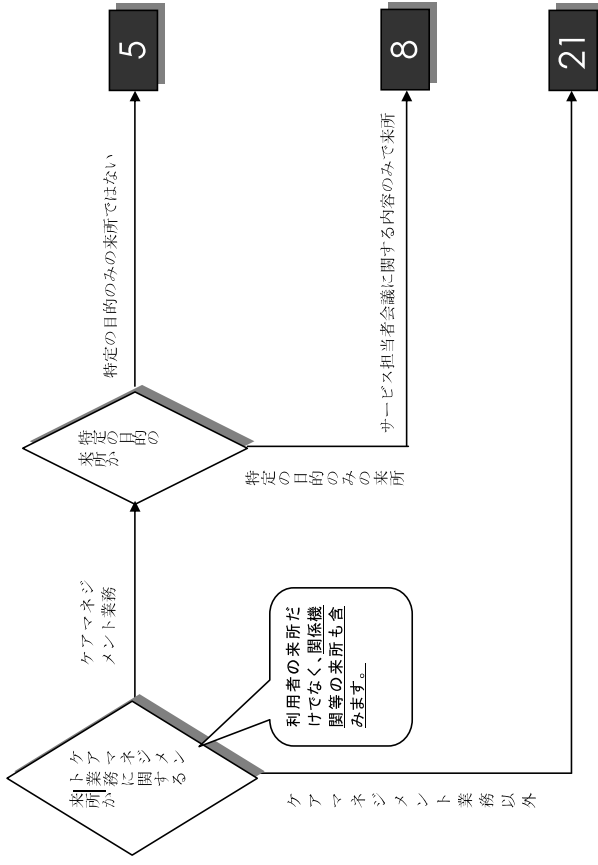 ケアマネジメン
ト業務に関する
来所か
ケアマネジ
メント業務
利用者の来所だ
けでなく、関係機
関等の来所も含
みます。
ケアマネジメント業務以外
特定の目的の
来所か
特定の目的のみの来所ではない
特定の目的のみの来所
サービス担当者会議に関する内容のみで来所
5
8
21